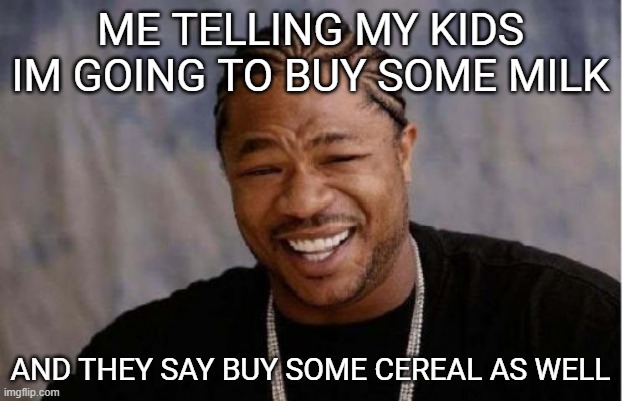 ME TELLING MY KIDS
IM GOING TO BUY SOME MILK
AND THEY SAY BUY SOME CEREAL AS WELL
imgflip.com